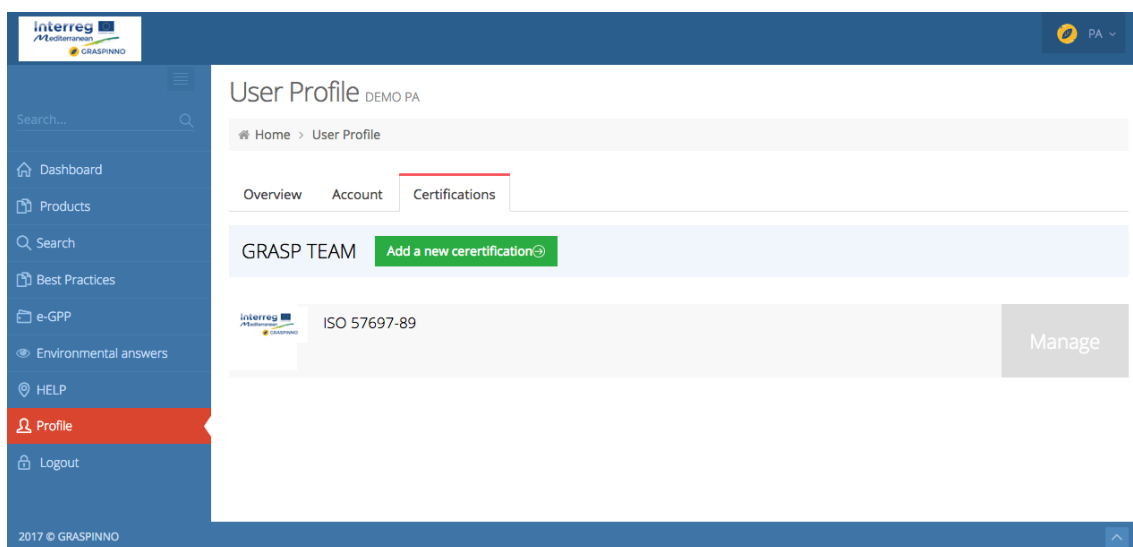 Interreg
Mediterranean
GRASPINNO
PA
Search...
Dashboard
Products
Search
Best Practices
e-GPP
Environmental answers
HELP
Profile
Logout
2017 © GRASPINNO
User Profile DEMO PA
Home > User Profile
Overview Account Certifications
GRASP TEAM Add a new cerertification
Interreg
Mediterranean
GRASPINNO
ISO 57697-89
Manage